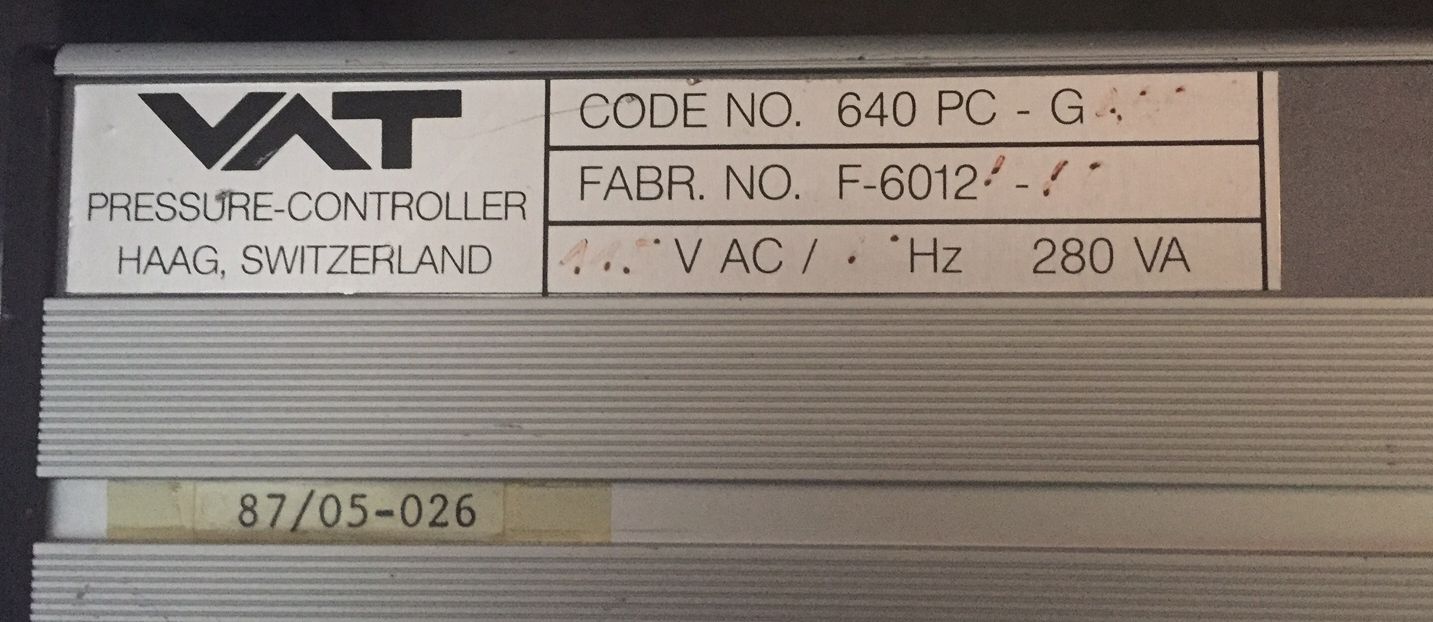 VAT
PRESSURE-CONTROLLER
HAAG, SWITZERLAND
CODE NO. 640 PC - G
FABR. NO. F-6012 -
V AC / Hz 280 VA
87/05-026